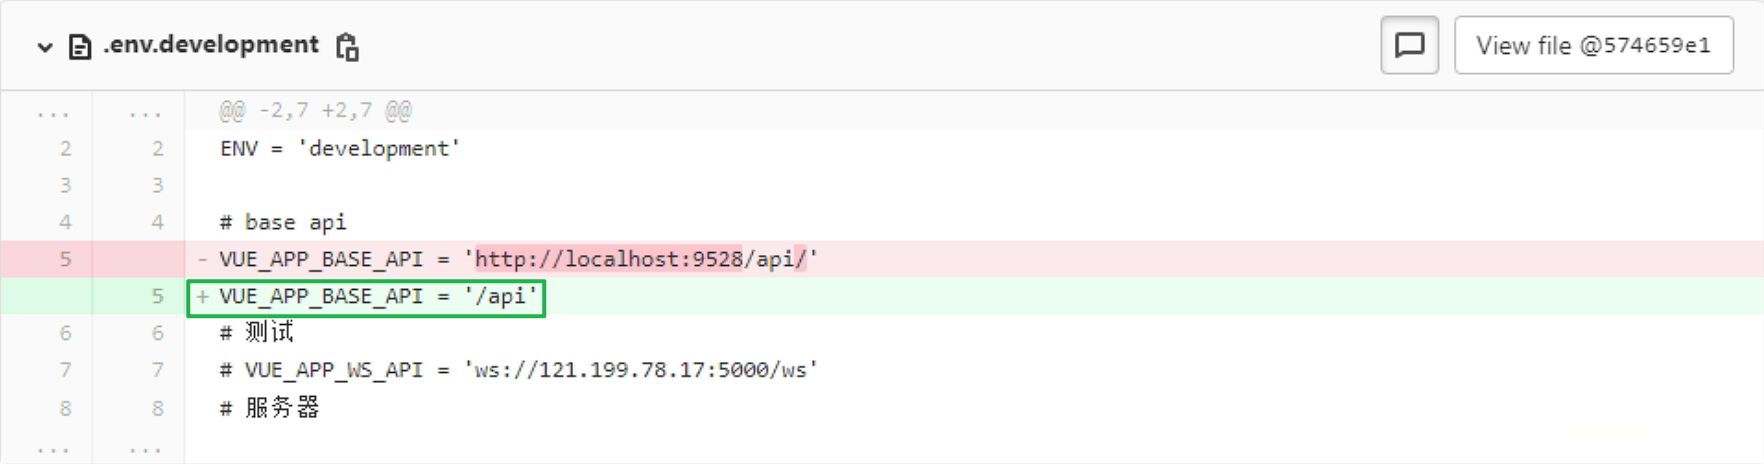 .env.development View file @574659e1
... ... @@ -2,7 +2,7 @@
2 2 ENV = 'development'
3 3
4 4 # base api
5 - VUE_APP_BASE_API = 'http://localhost:9528/api/'
5 + VUE_APP_BASE_API = '/api'
6 6 # 测试
7 7 # VUE_APP_WS_API = 'ws://121.199.78.17:5000/ws'
8 8 # 服务器
... ...